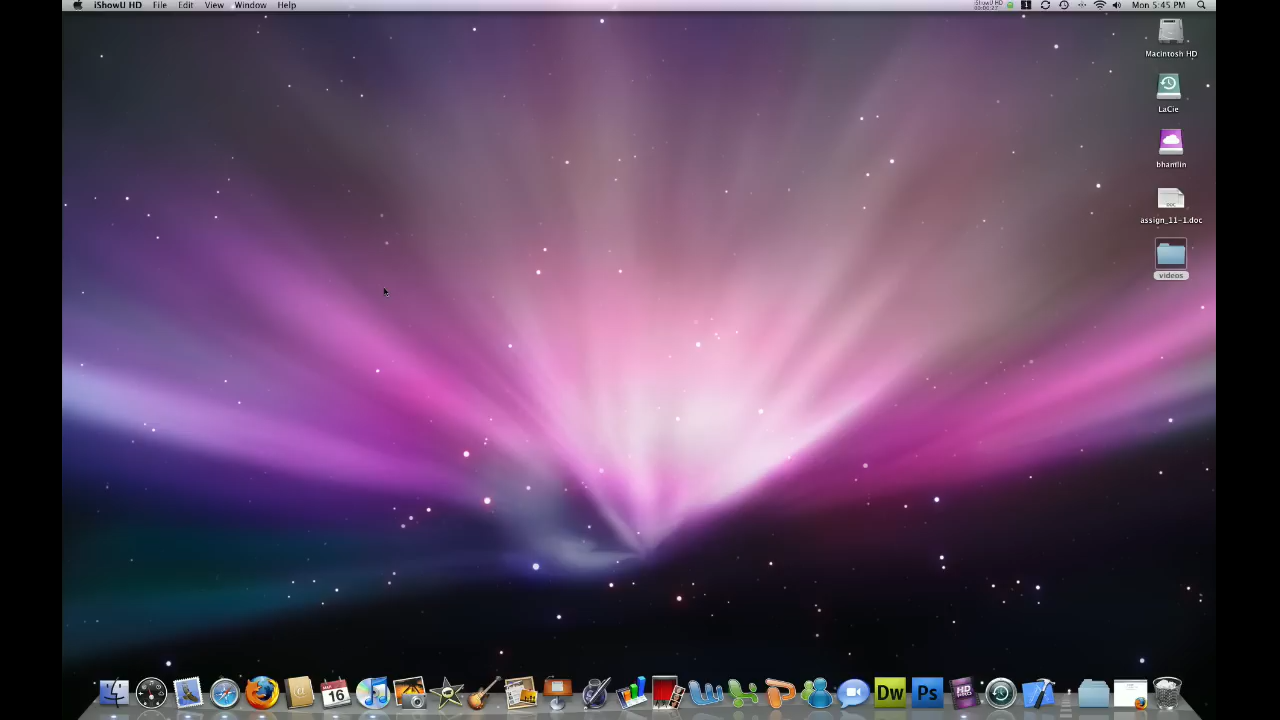 iShowU HD File Edit View Window Help
Mon 5:45 PM
Macintosh HD
LaCie
bhamlin
assign_11-1.doc
videos
16
Dw
Ps
HD